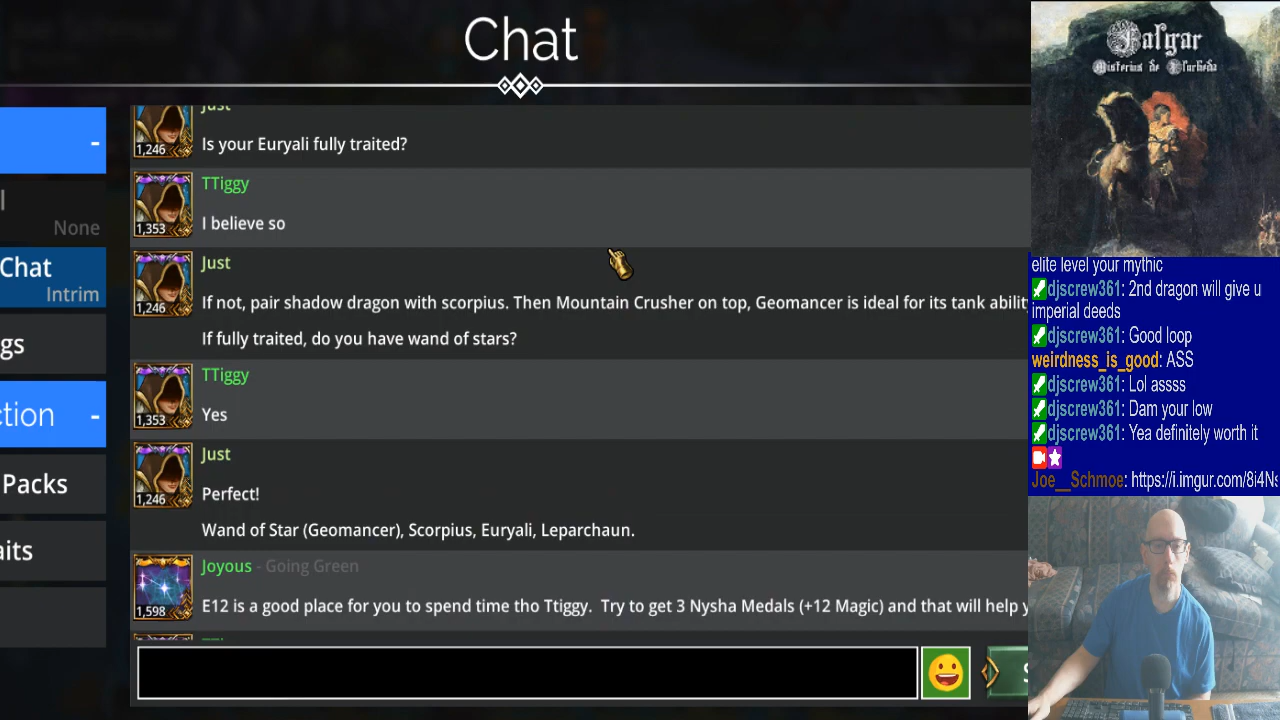 Chat
Just
1,246
Is your Euryali fully traited?
TTiggy
1,353
I believe so
None
Chat
Intrim
Just
1,246
If not, pair shadow dragon with scorpius. Then Mountain Crusher on top, Geomancer is ideal for its tank
If fully traited, do you have wand of stars?
TTiggy
1,353
Yes
Packs
Just
1,246
Perfect!
Wand of Star (Geomancer), Scorpius, Euryali, Leparchaun.
Joyous - Going Green
1,598
E12 is a good place for you to spend time tho Ttiggy. Try to get 3 Nysha Medals (+12 Magic) and that will help
Falgar
elite level your mythic
djscrew361: 2nd dragon will give u
imperial deeds
djscrew361: Good loop
weirdness_is_good: ASS
djscrew361: Lol assss
djscrew361: Dam your low
djscrew361: Yea definitely worth it
Joe__Schmoe: https://i.imgur.com/8i4Ns